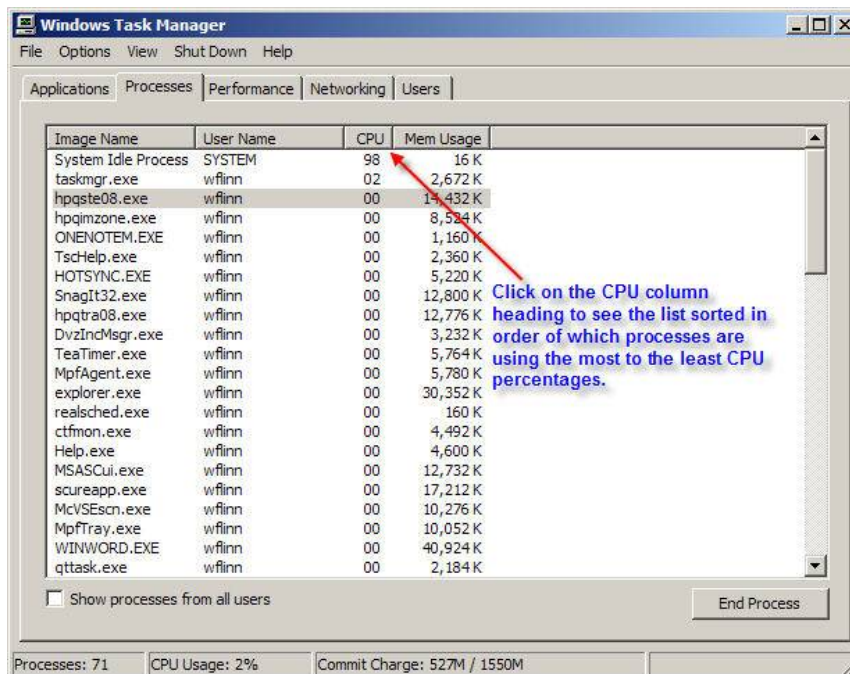 Windows Task Manager
File Options View Shut Down Help
Applications Processes Performance Networking Users
Image Name User Name CPU Mem Usage
System Idle Process SYSTEM 98 16 K
taskmgr.exe wflinn 02 2,672 K
hpqste08.exe wflinn 00 14,432 K
hpqimzone.exe wflinn 00 8,524 K
ONENOTEM.EXE wflinn 00 1,160 K
TscHelp.exe wflinn 00 2,360 K
HOTSYNC.EXE wflinn 00 5,220 K
SnagIt32.exe wflinn 00 12,800 K
hpqtra08.exe wflinn 00 12,776 K
DvzIncMsgr.exe wflinn 00 3,232 K
TeaTimer.exe wflinn 00 5,764 K
MpfAgent.exe wflinn 00 5,780 K
explorer.exe wflinn 00 30,352 K
realsched.exe wflinn 00 160 K
ctfmon.exe wflinn 00 4,492 K
Help.exe wflinn 00 4,600 K
MSASCui.exe wflinn 00 12,732 K
scureapp.exe wflinn 00 17,212 K
McVSEscn.exe wflinn 00 10,276 K
MpfTray.exe wflinn 00 10,052 K
WINWORD.EXE wflinn 00 40,924 K
qttask.exe wflinn 00 2,184 K
Click on the CPU column
heading to see the list sorted in
order of which processes are
using the most to the least CPU
percentages.
Show processes from all users
End Process
Processes: 71 CPU Usage: 2% Commit Charge: 527M / 1550M